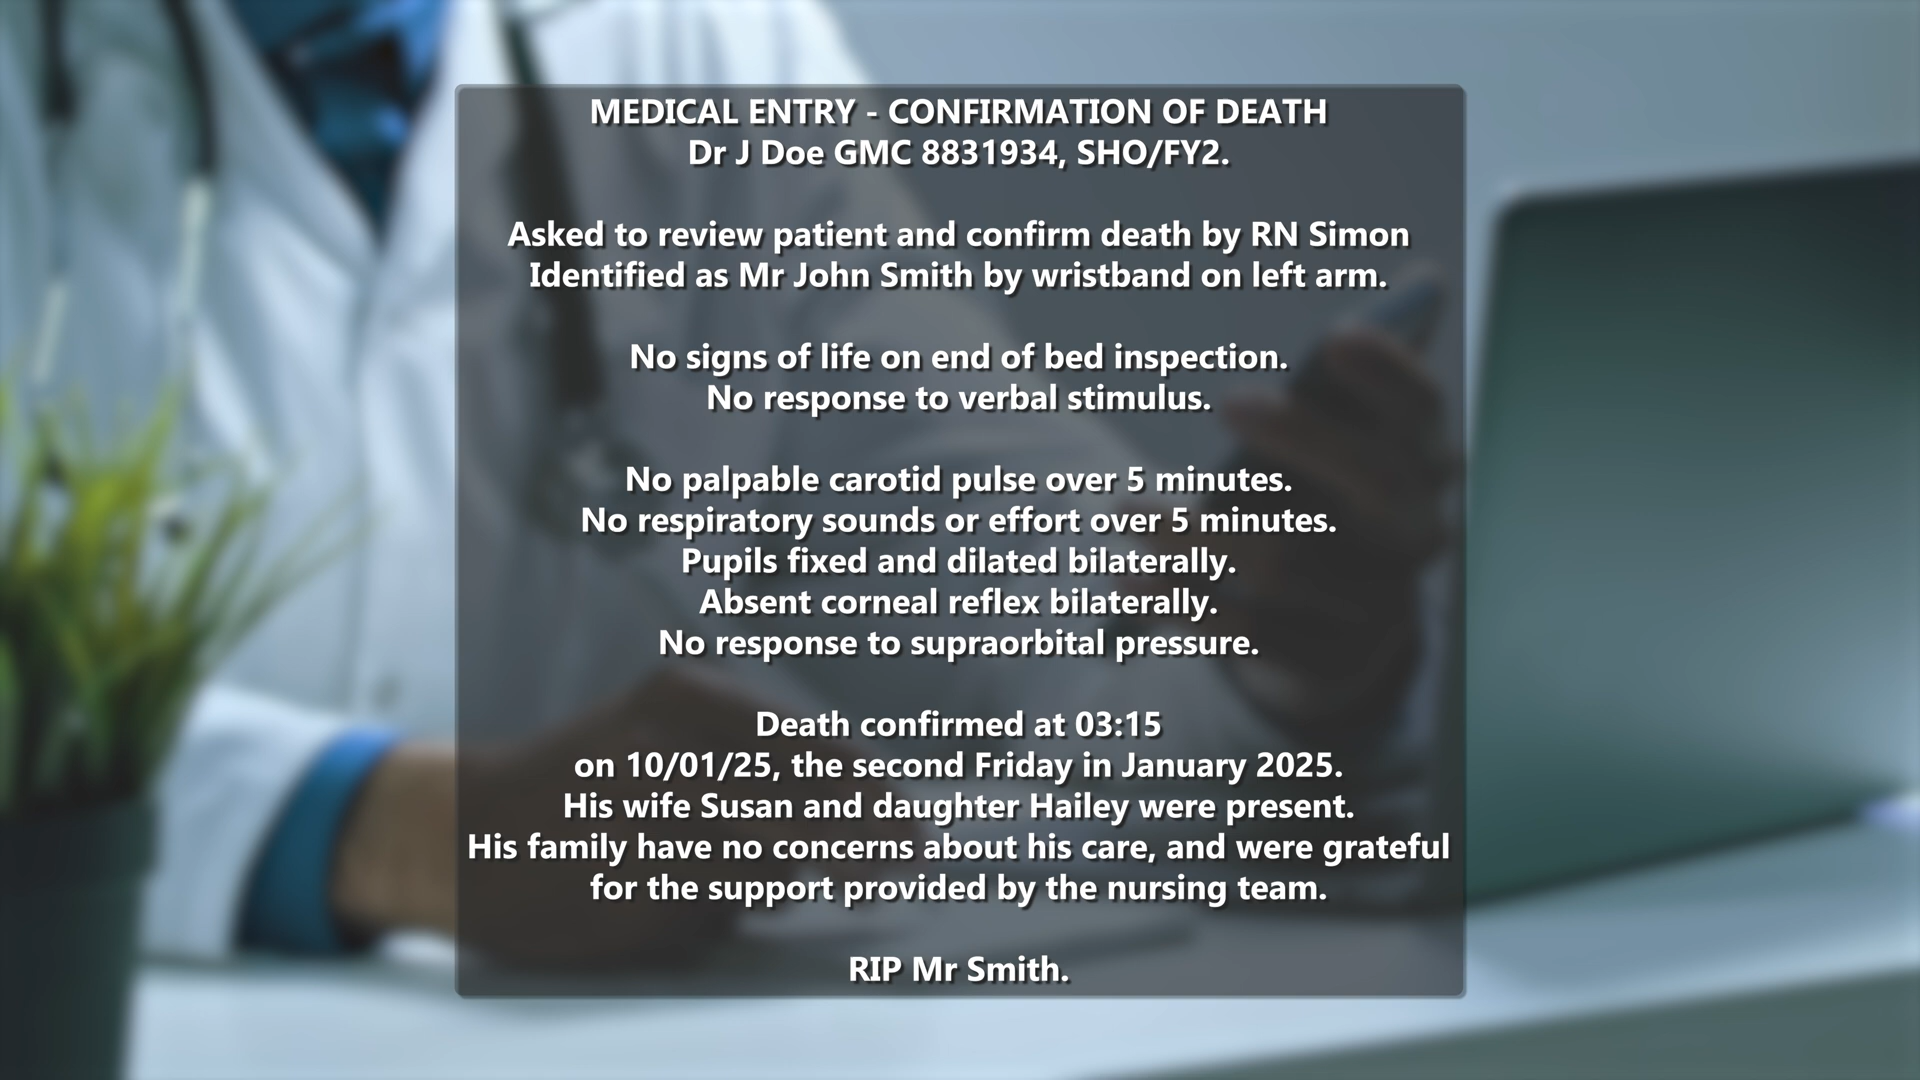 MEDICAL ENTRY - CONFIRMATION OF DEATH
Dr J Doe GMC 8831934, SHO/FY2.
Asked to review patient and confirm death by RN Simon
Identified as Mr John Smith by wristband on left arm.
No signs of life on end of bed inspection.
No response to verbal stimulus.
No palpable carotid pulse over 5 minutes.
No respiratory sounds or effort over 5 minutes.
Pupils fixed and dilated bilaterally.
Absent corneal reflex bilaterally.
No response to supraorbital pressure.
Death confirmed at 03:15
on 10/01/25, the second Friday in January 2025.
His wife Susan and daughter Hailey were present.
His family have no concerns about his care, and were grateful
for the support provided by the nursing team.
RIP Mr Smith.